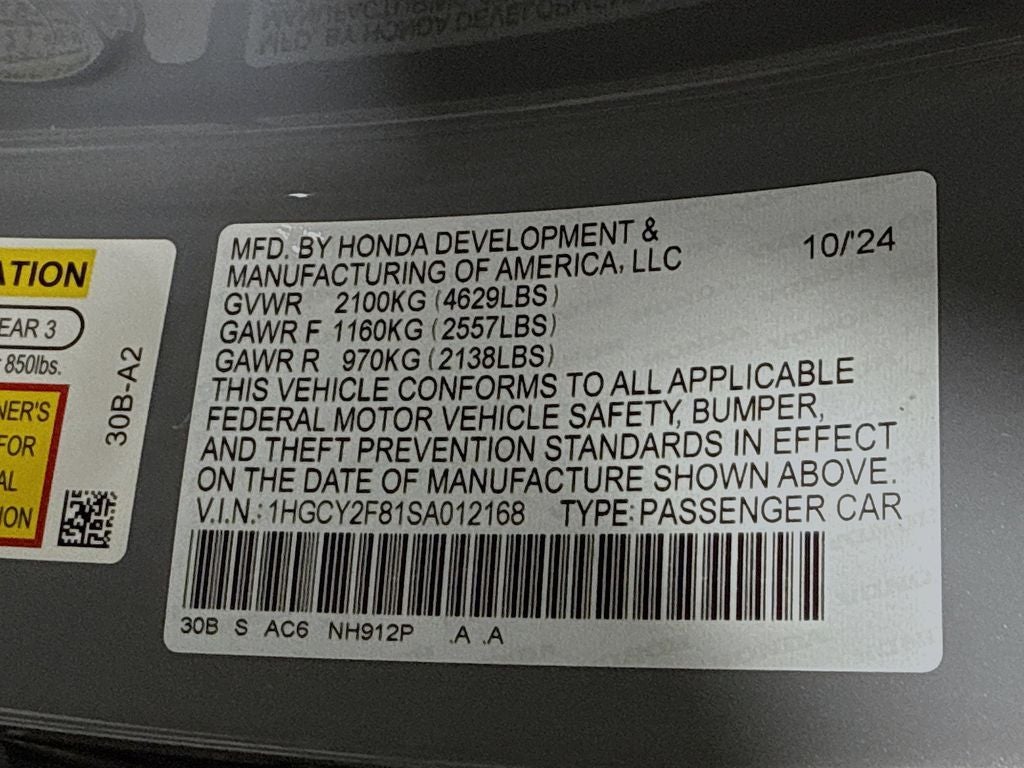 MFD. BY HONDA DEVELOPMENT &
MANUFACTURING OF AMERICA, LLC
10/'24
GVWR 2100KG (4629LBS)
GAWR F 1160KG (2557LBS)
GAWR R 970KG (2138LBS)
THIS VEHICLE CONFORMS TO ALL APPLICABLE
FEDERAL MOTOR VEHICLE SAFETY, BUMPER,
AND THEFT PREVENTION STANDARDS IN EFFECT
ON THE DATE OF MANUFACTURE SHOWN ABOVE.
V.I.N.: 1HGCY2F81SA012168 TYPE: PASSENGER CAR
30B S AC6 NH912P .A .A
ATION
EAR 3
850lbs.
NER'S
FOR
AL
ION
30B-A2